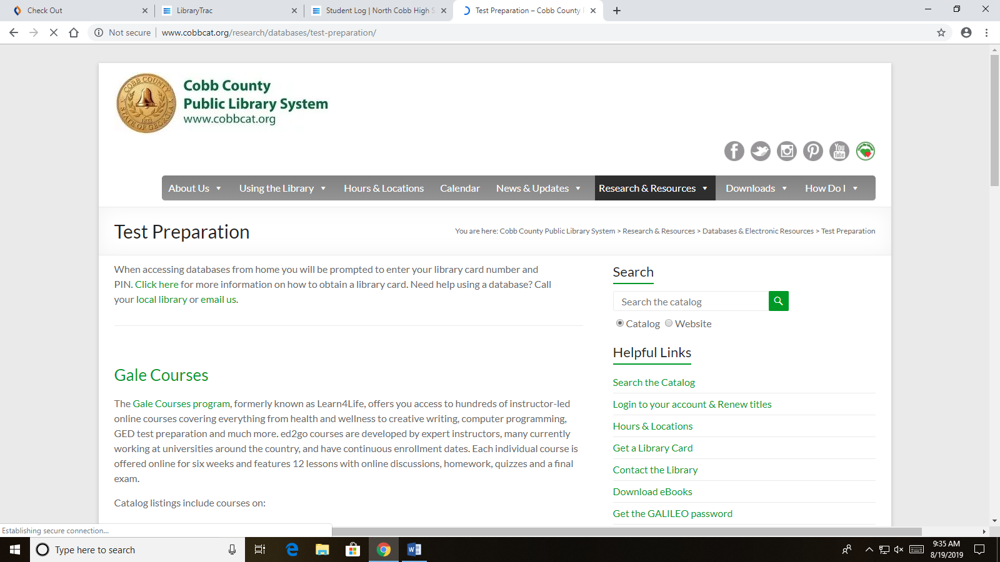 Check Out
LibraryTrac
Student Log | North Cobb High S
Test Preparation – Cobb County P
Not secure
www.cobbcat.org/research/databases/test-preparation/
COBB COUNTY
1832
STATE OF GEORGIA
Cobb County
Public Library System
www.cobbcat.org
You
Tube
About Us
Using the Library
Hours & Locations
Calendar
News & Updates
Research & Resources
Downloads
How Do I
Test Preparation
You are here: Cobb County Public Library System > Research & Resources > Databases & Electronic Resources > Test Preparation
When accessing databases from home you will be prompted to enter your library card number and
PIN. Click here for more information on how to obtain a library card. Need help using a database? Call
your local library or email us.
Gale Courses
The Gale Courses program, formerly known as Learn4Life, offers you access to hundreds of instructor-led
online courses covering everything from health and wellness to creative writing, computer programming,
GED test preparation and much more. ed2go courses are developed by expert instructors, many currently
working at universities around the country, and have continuous enrollment dates. Each individual course is
offered online for six weeks and features 12 lessons with online discussions, homework, quizzes and a final
exam.
Catalog listings include courses on:
Search
Search the catalog
Catalog
Website
Helpful Links
Search the Catalog
Login to your account & Renew titles
Hours & Locations
Get a Library Card
Contact the Library
Download eBooks
Get the GALILEO password
Establishing secure connection...
Type here to search
9:35 AM
8/19/2019